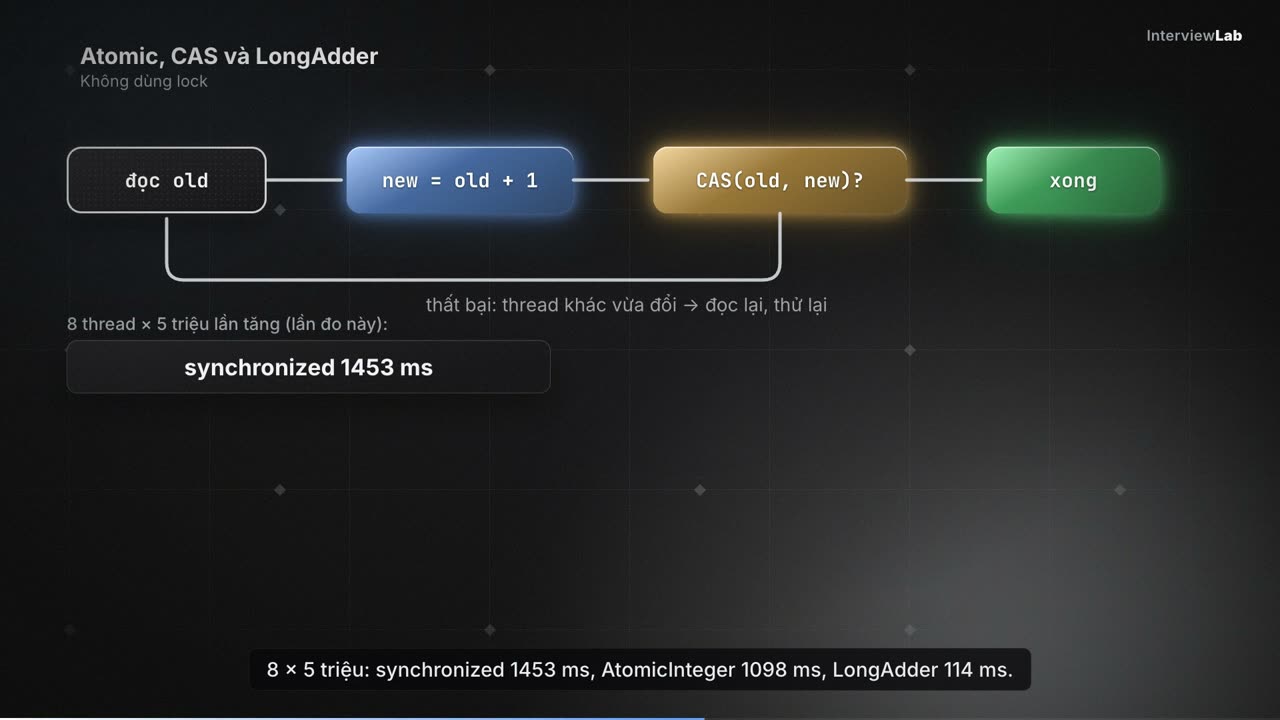 Atomic, CAS và LongAdder
InterviewLab
Không dùng lock
đọc old
new = old + 1
CAS(old, new)?
xong
thất bại: thread khác vừa đổi → đọc lại, thử lại
8 thread × 5 triệu lần tăng (lần đo này):
synchronized 1453 ms
8 × 5 triệu: synchronized 1453 ms, AtomicInteger 1098 ms, LongAdder 114 ms.